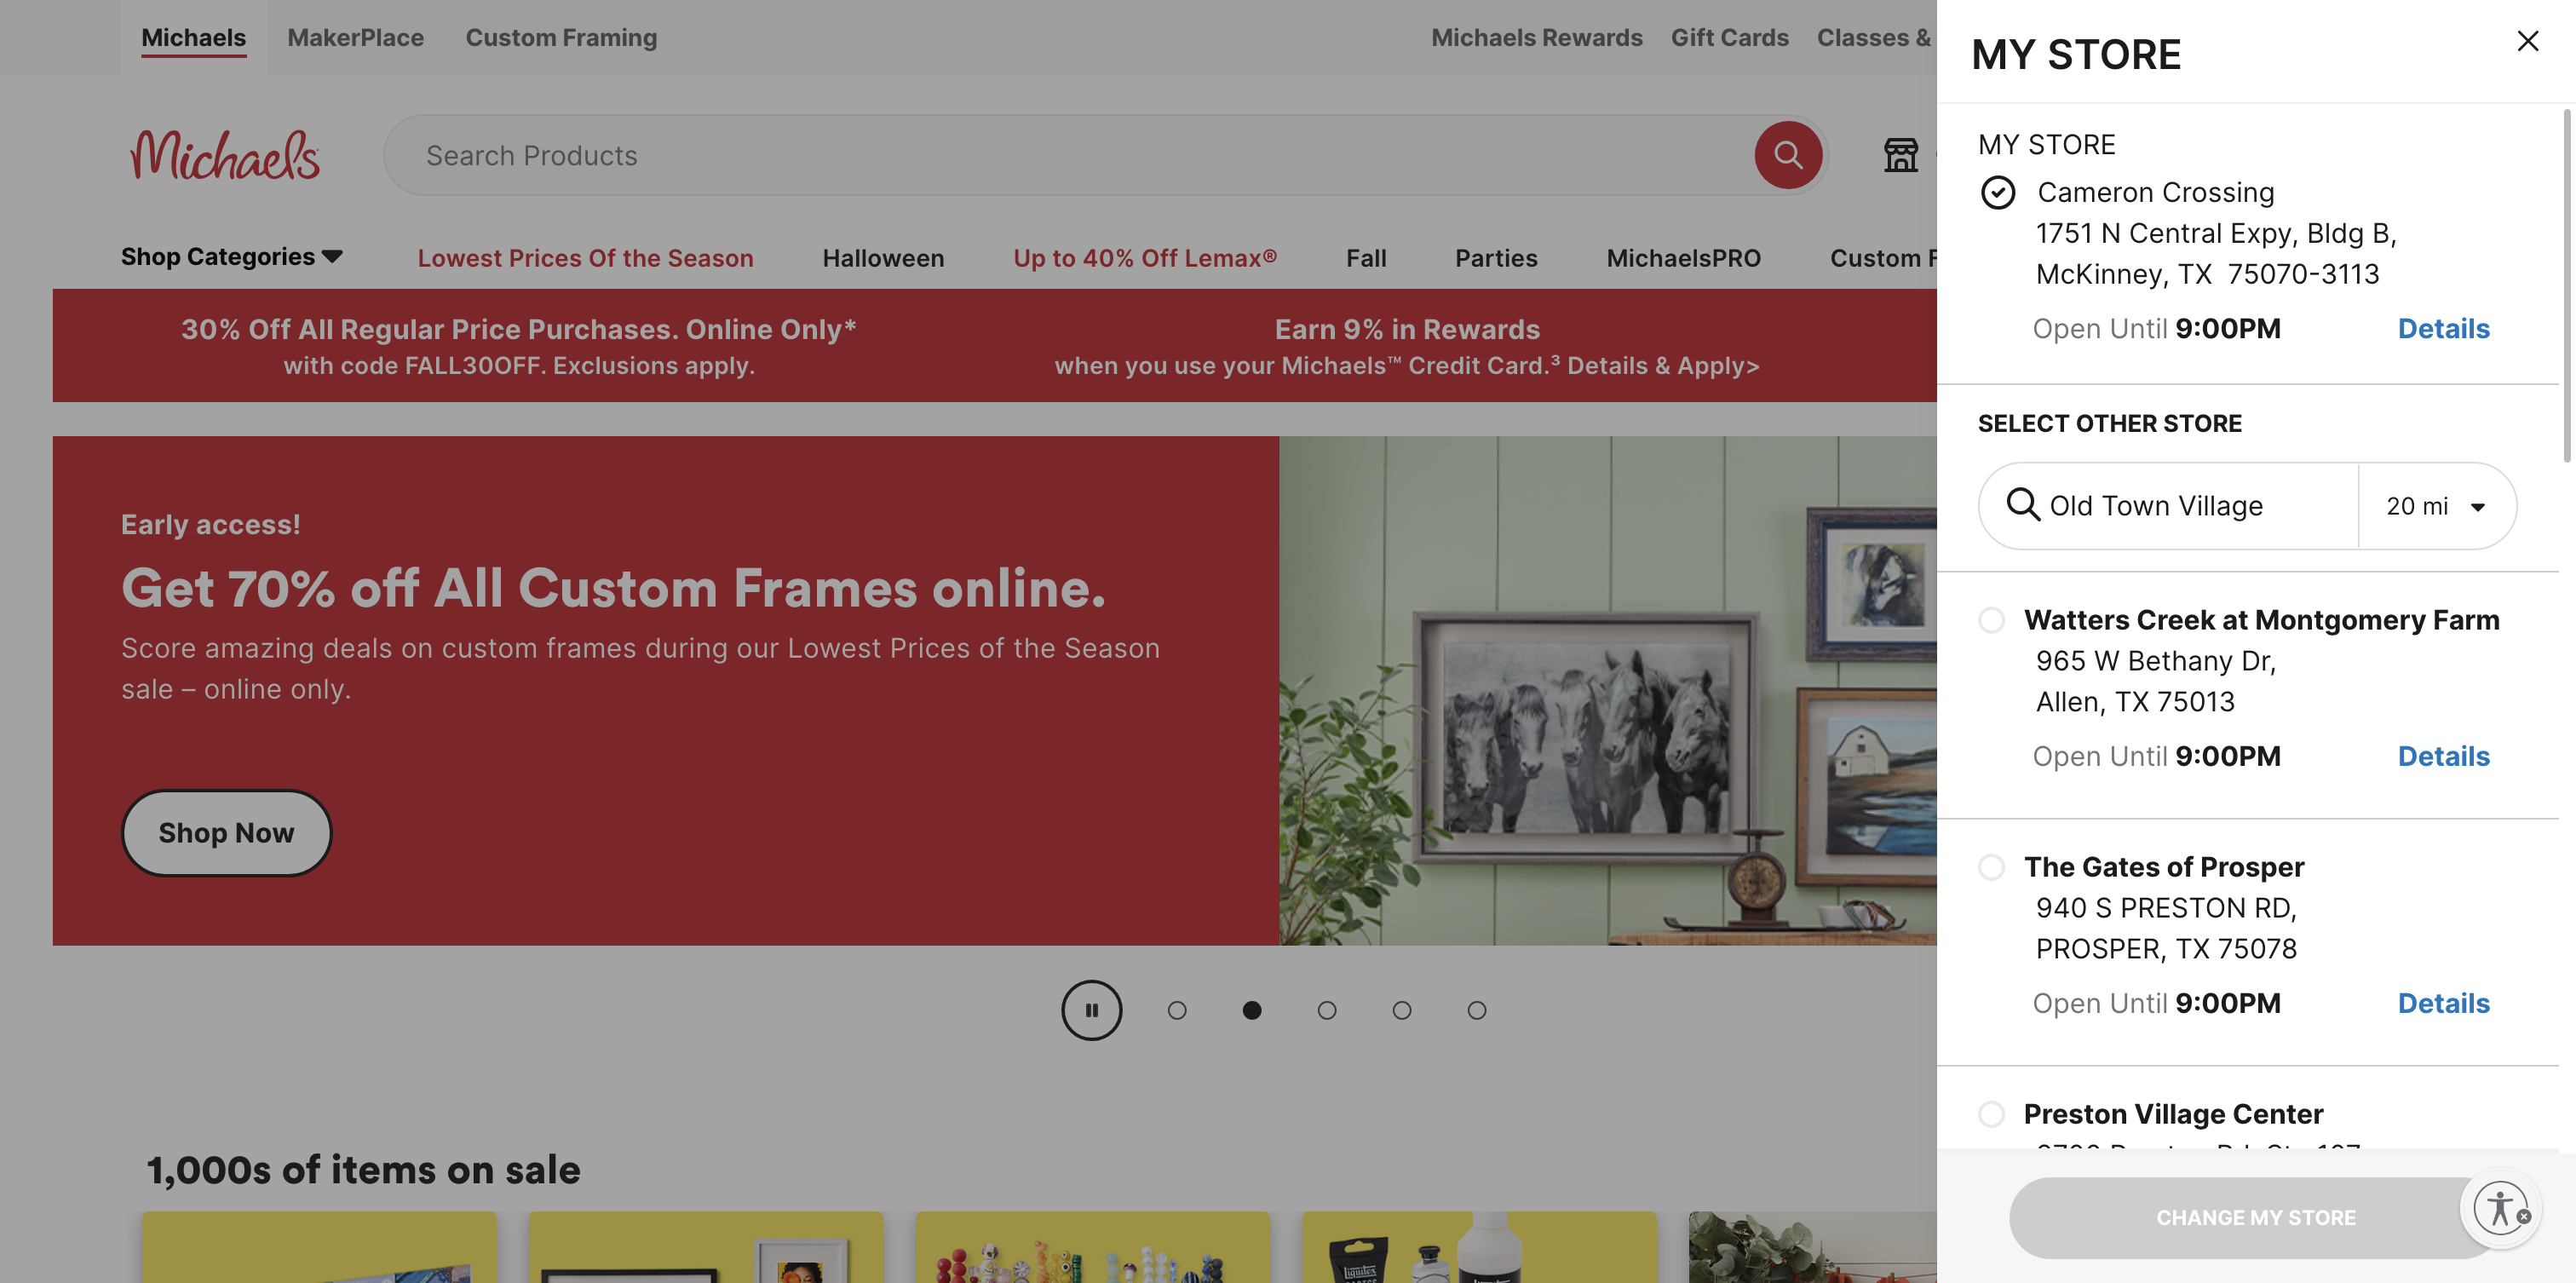 Michaels
MakerPlace
Custom Framing
Michaels Rewards
Gift Cards
Classes &
Michaels
Search Products
Shop Categories
Lowest Prices Of the Season
Halloween
Up to 40% Off Lemax®
Fall
Parties
MichaelsPRO
Custom F
30% Off All Regular Price Purchases. Online Only*
with code FALL30OFF. Exclusions apply.
Earn 9% in Rewards
when you use your Michaels™ Credit Card.³ Details & Apply>
Early access!
Get 70% off All Custom Frames online.
Score amazing deals on custom frames during our Lowest Prices of the Season
sale – online only.
Shop Now
1,000s of items on sale
Liquitex
MY STORE
MY STORE
Cameron Crossing
1751 N Central Expy, Bldg B,
McKinney, TX 75070-3113
Open Until 9:00PM
Details
SELECT OTHER STORE
Old Town Village
20 mi
Watters Creek at Montgomery Farm
965 W Bethany Dr,
Allen, TX 75013
Open Until 9:00PM
Details
The Gates of Prosper
940 S PRESTON RD,
PROSPER, TX 75078
Open Until 9:00PM
Details
Preston Village Center
CHANGE MY STORE